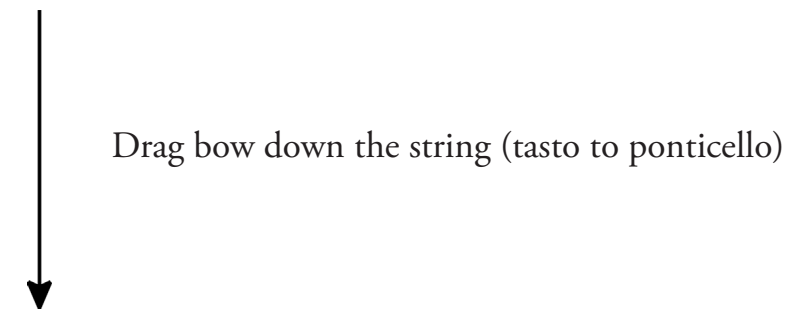 Drag bow down the string (tasto to ponticello)